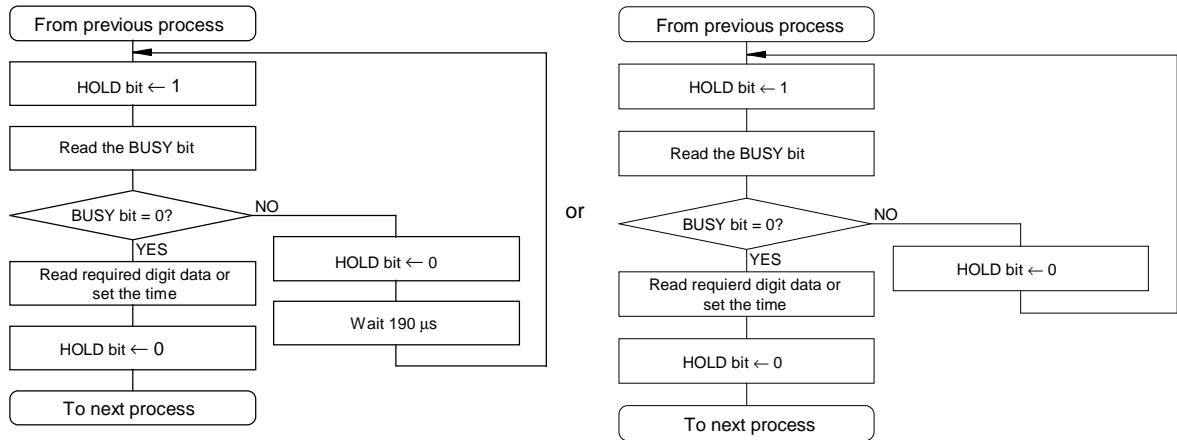 From previous process
HOLD bit ← 1
Read the BUSY bit
BUSY bit = 0?
NO
YES
Read required digit data or
set the time
HOLD bit ← 0
To next process
HOLD bit ← 0
Wait 190 μs
or
From previous process
HOLD bit ← 1
Read the BUSY bit
BUSY bit = 0?
NO
YES
Read requierd digit data or
set the time
HOLD bit ← 0
To next process
HOLD bit ← 0